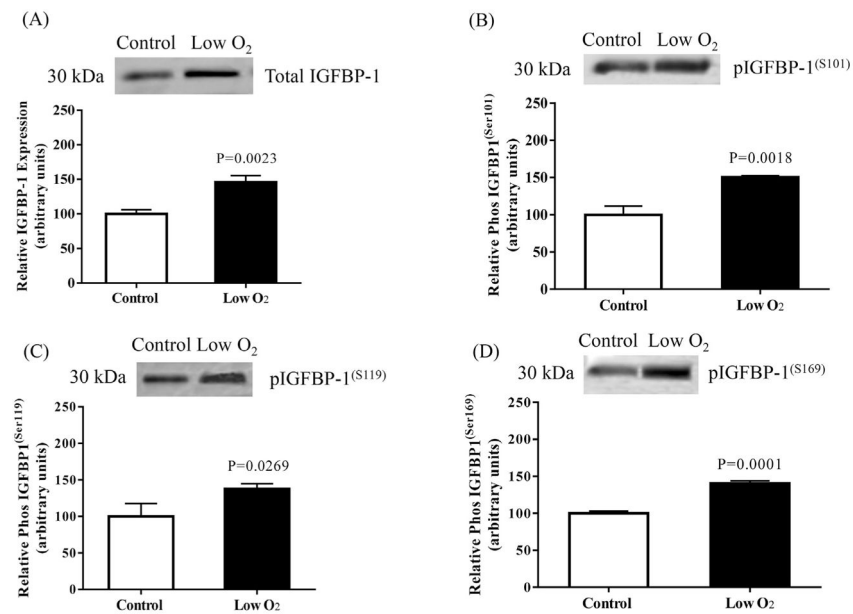 (A)
Control Low O2
30 kDa Total IGFBP-1
Relative IGFBP-1 Expression
(arbitrary units)
250
200
150
100
50
0
P=0.0023
Control Low O2
(B)
Control Low O2
30 kDa pIGFBP-1(S101)
Relative Phos IGFBP1(Ser101)
(arbitrary units)
250
200
150
100
50
0
P=0.0018
Control Low O2
(C)
Control Low O2
30 kDa pIGFBP-1(S119)
Relative Phos IGFBP1(Ser119)
(arbitrary units)
250
200
150
100
50
0
P=0.0269
Control Low O2
(D)
Control Low O2
30 kDa pIGFBP-1(S169)
Relative Phos IGFBP1(Ser169)
(arbitrary units)
250
200
150
100
50
0
P=0.0001
Control Low O2